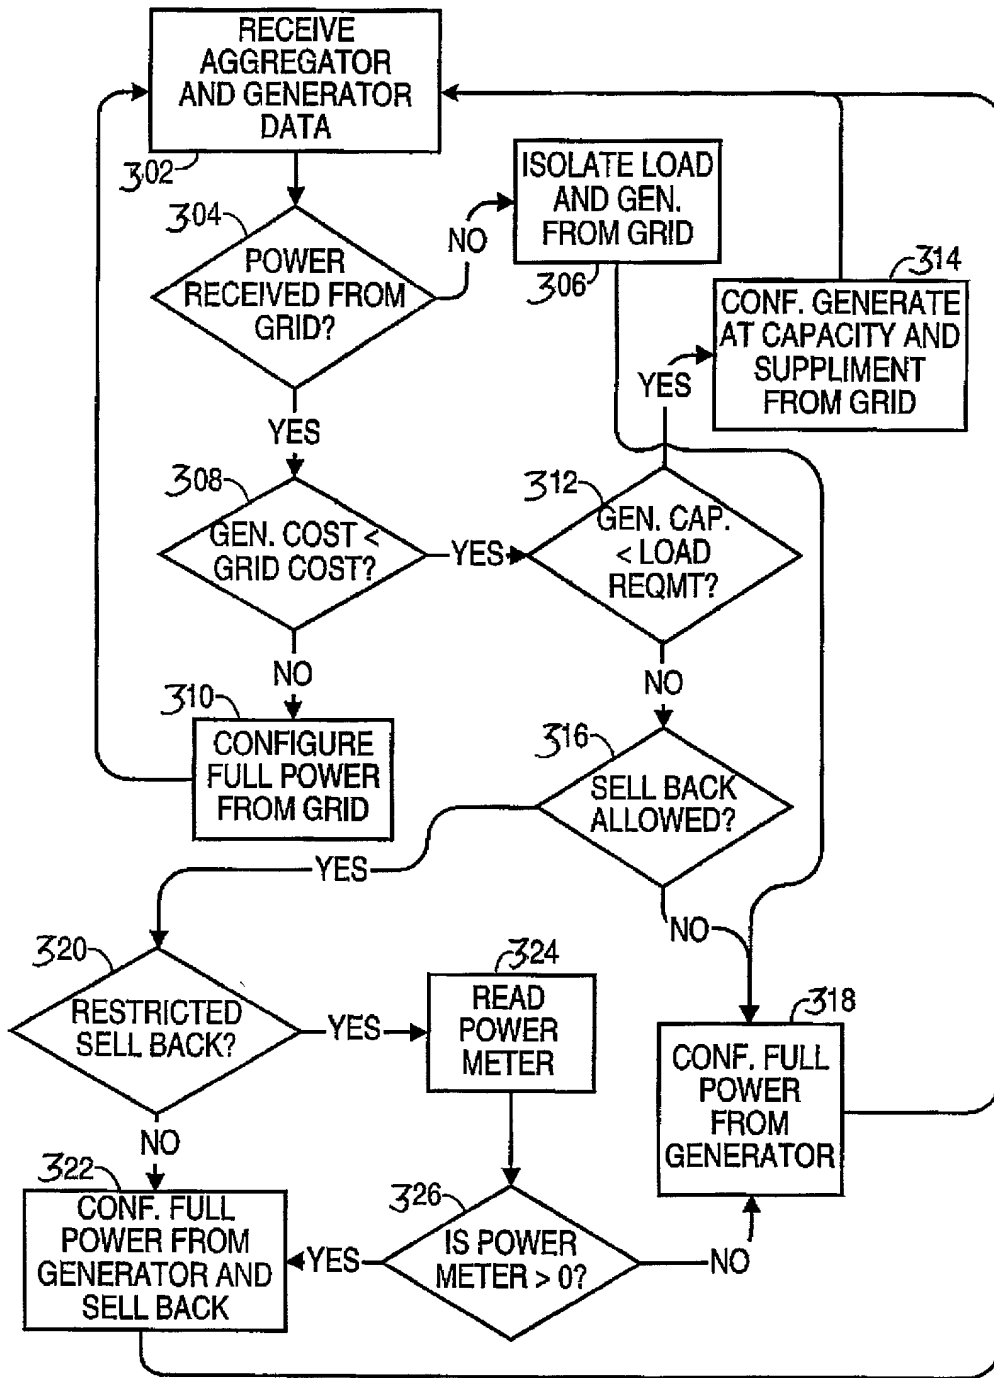 RECEIVE
AGGREGATOR
AND GENERATOR
DATA
302
304
POWER
RECEIVED FROM
GRID?
NO
ISOLATE LOAD
AND GEN.
FROM GRID
306
314
CONF. GENERATE
AT CAPACITY AND
SUPPLIMENT
FROM GRID
YES
YES
308
GEN. COST <
GRID COST?
YES
312
GEN. CAP.
< LOAD
REQMT?
NO
NO
310
CONFIGURE
FULL POWER
FROM GRID
316
SELL BACK
ALLOWED?
YES
NO
320
RESTRICTED
SELL BACK?
YES
324
READ
POWER
METER
318
CONF. FULL
POWER
FROM
GENERATOR
NO
322
CONF. FULL
POWER FROM
GENERATOR AND
SELL BACK
YES
326
IS POWER
METER > 0?
NO